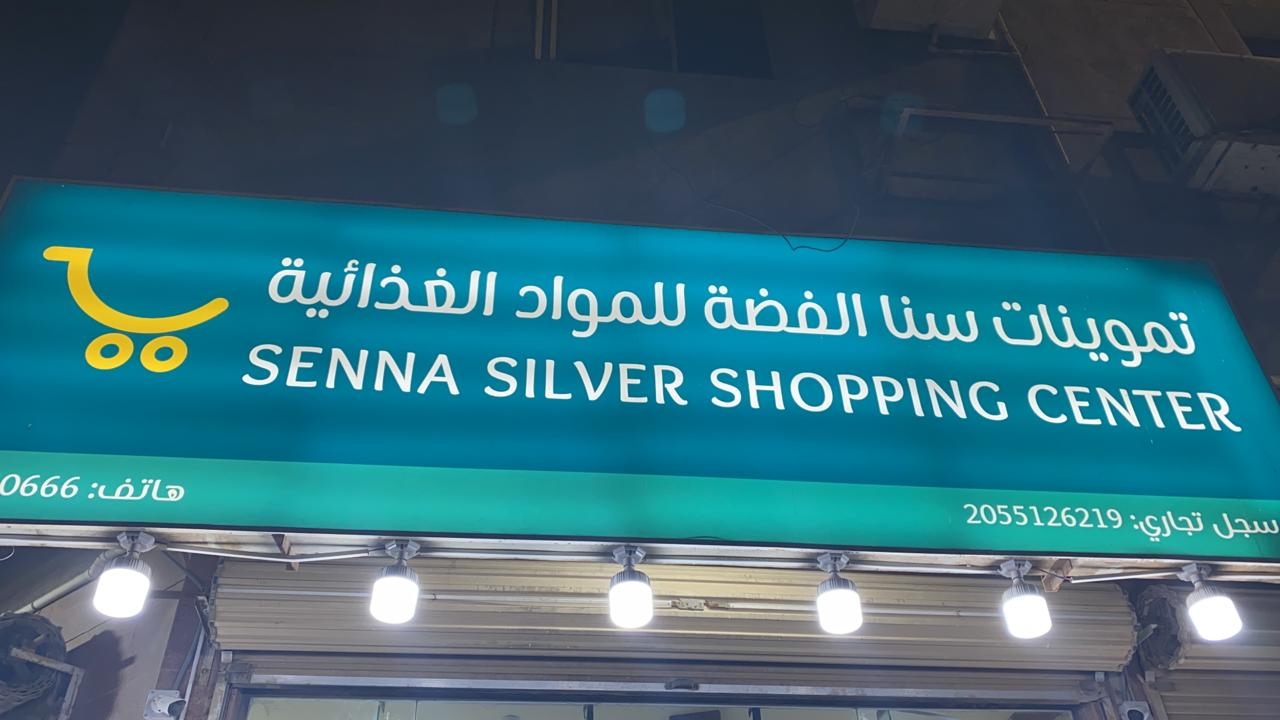 تموينات سنا الفضة للمواد الغذائية
SENNA SILVER SHOPPING CENTER
سجل تجاري: 2055126219
هاتف: 0666